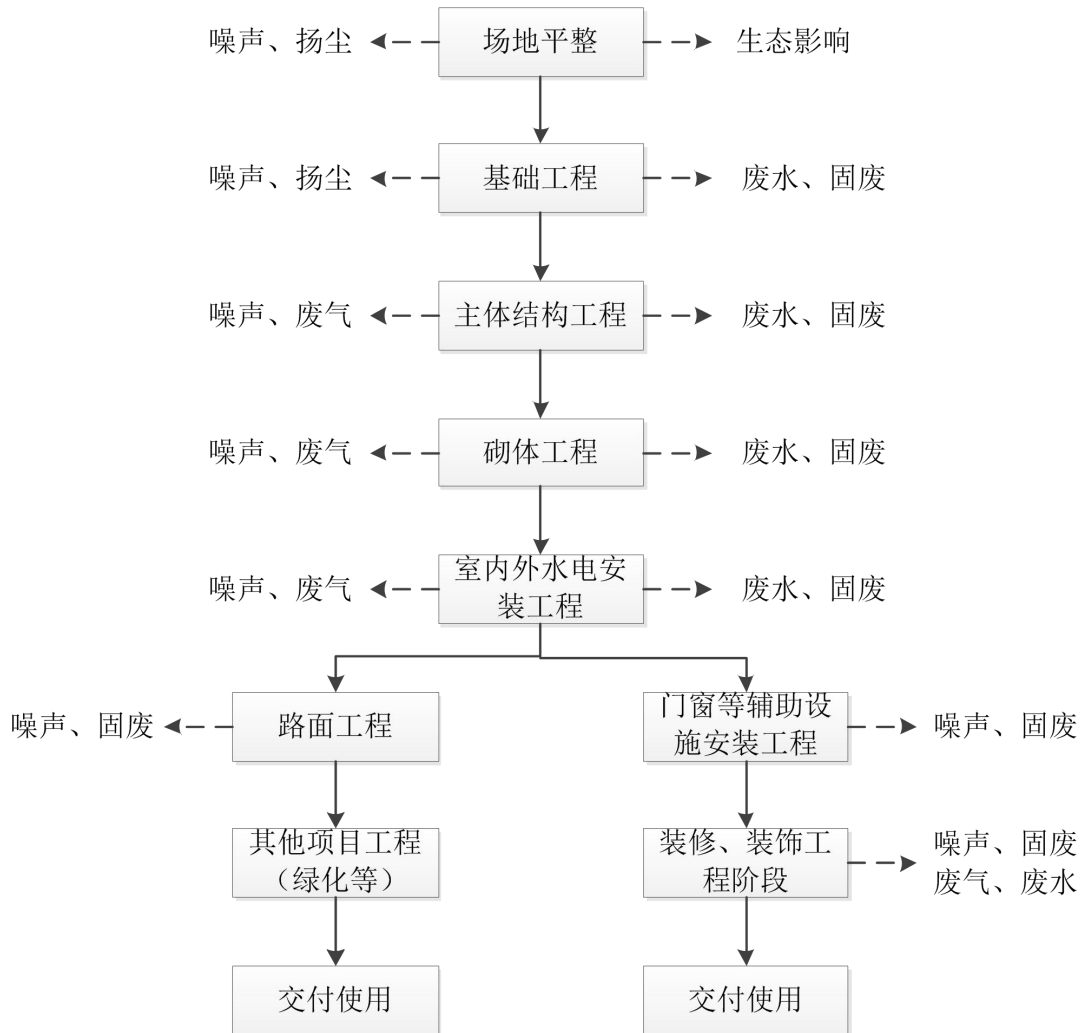 噪声、扬尘
场地平整
生态影响
噪声、扬尘
基础工程
废水、固废
噪声、废气
主体结构工程
废水、固废
噪声、废气
砌体工程
废水、固废
噪声、废气
室内外水电安
装工程
废水、固废
噪声、固废
路面工程
门窗等辅助设
施安装工程
噪声、固废
其他项目工程
（绿化等）
装修、装饰工
程阶段
噪声、固废
废气、废水
交付使用
交付使用